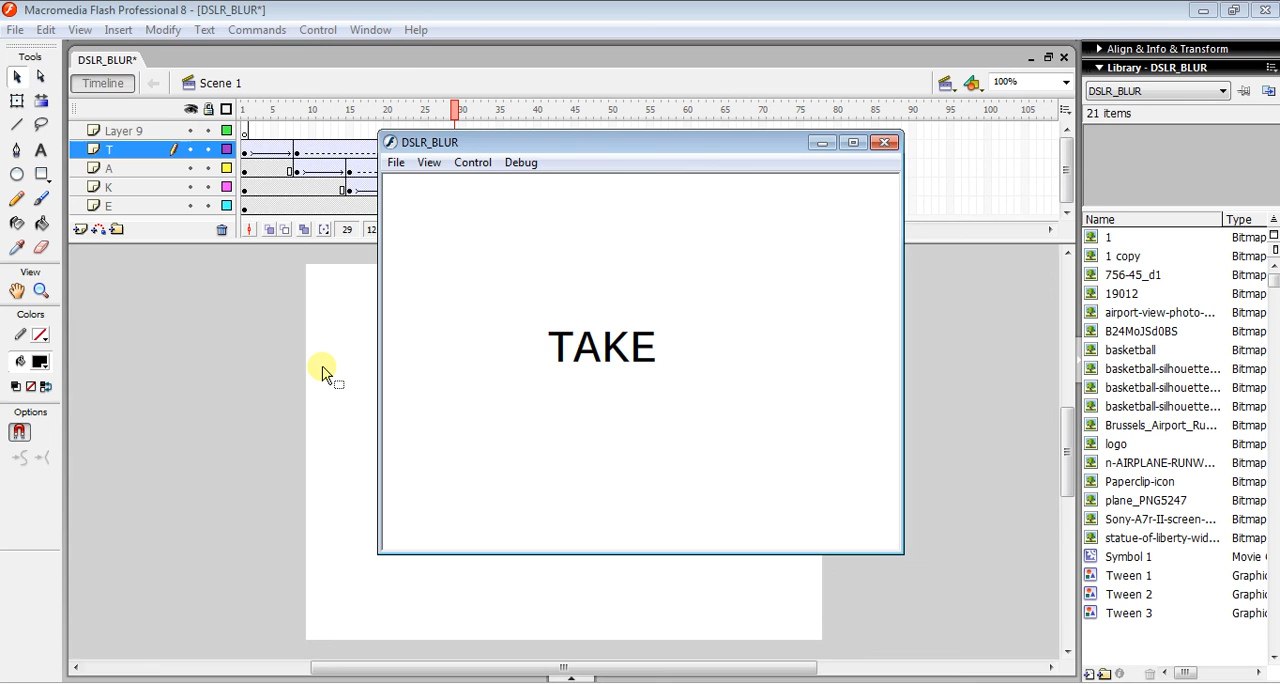 Macromedia Flash Professional 8 - [DSLR_BLUR*]
File Edit View Insert Modify Text Commands Control Window Help
Tools
DSLR_BLUR*
Align & Info & Transform
Library - DSLR_BLUR
Timeline
Scene 1
100%
DSLR_BLUR
21 items
1 5 10 15 20 25 30 35 40 45 50 55 60 65 70 75 80 85 90 95 100 105
Layer 9
T
A
K
E
29 12
DSLR_BLUR
File View Control Debug
TAKE
View
Colors
Options
Name Type
1 Bitmap
1 copy Bitmap
756-45_d1 Bitmap
19012 Bitmap
airport-view-photo-... Bitmap
B24MoJSd0BS Bitmap
basketball Bitmap
basketball-silhouette... Bitmap
basketball-silhouette... Bitmap
basketball-silhouette... Bitmap
Brussels_Airport_Ru... Bitmap
logo Bitmap
n-AIRPLANE-RUNW... Bitmap
Paperclip-icon Bitmap
plane_PNG5247 Bitmap
Sony-A7r-II-screen-... Bitmap
statue-of-liberty-wid... Bitmap
Symbol 1 Movie
Tween 1 Graphic
Tween 2 Graphic
Tween 3 Graphic